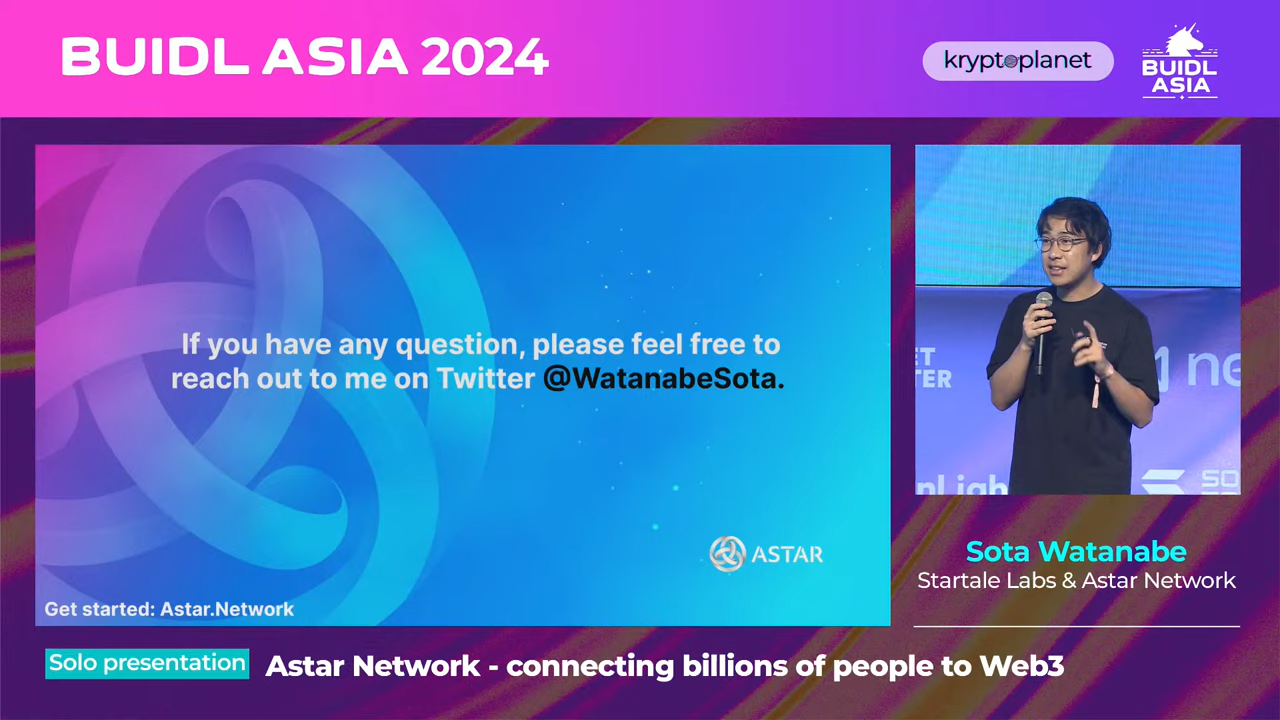 BUIDL ASIA 2024
kryptoplanet
BUIDL
ASIA
If you have any question, please feel free to
reach out to me on Twitter @WatanabeSota.
ASTAR
Get started: Astar.Network
Sota Watanabe
Startale Labs & Astar Network
Solo presentation
Astar Network - connecting billions of people to Web3